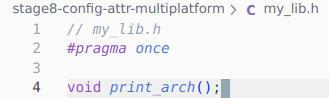 stage8-config-attr-multiplatform > C my_lib.h
1 // my_lib.h
2 #pragma once
3
4 void print_arch();